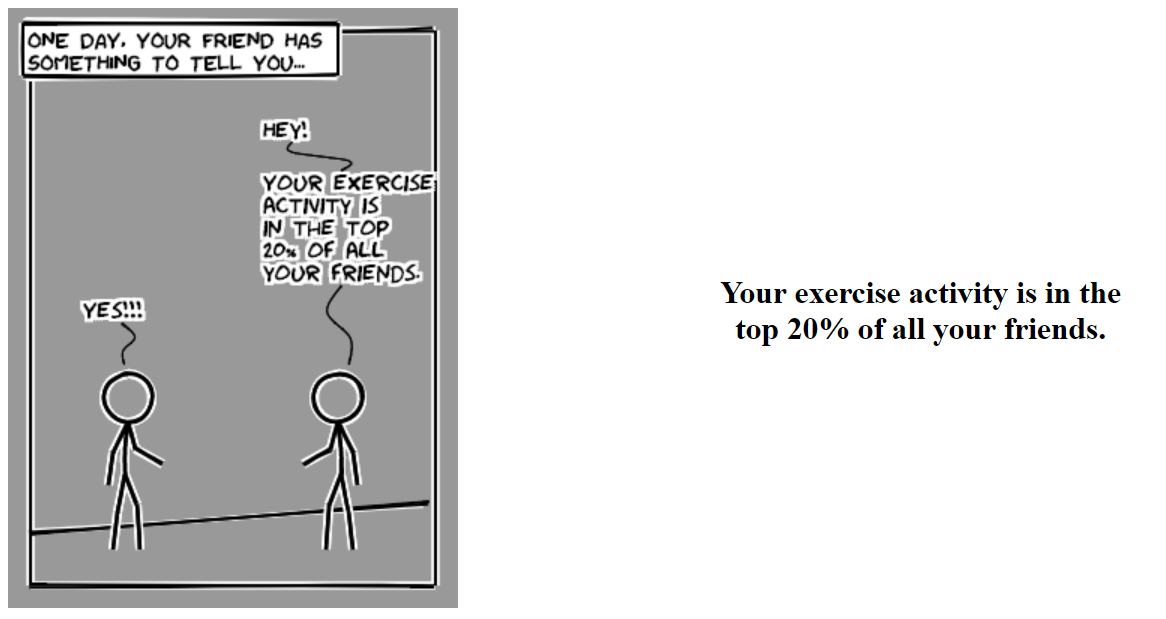 ONE DAY, YOUR FRIEND HAS
SOMETHING TO TELL YOU...
HEY!
YOUR EXERCISE
ACTIVITY IS
IN THE TOP
20% OF ALL
YOUR FRIENDS.
YES!!!
Your exercise activity is in the
top 20% of all your friends.